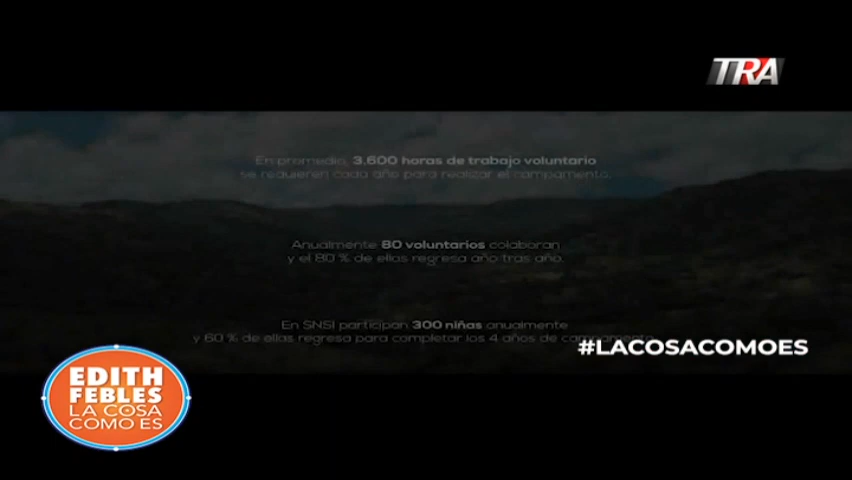 TRA
En promedio, 3.600 horas de trabajo voluntario
se requieren cada año para realizar el campamento.
Anualmente 80 voluntarios colaboran
y el 80 % de ellas regresa año tras año.
En SNSI participan 300 niñas anualmente
y 60 % de ellas regresa para completar los 4 años de campamento
#LACOSACOMOES
EDITH
FEBLES
LA COSA
COMO ES